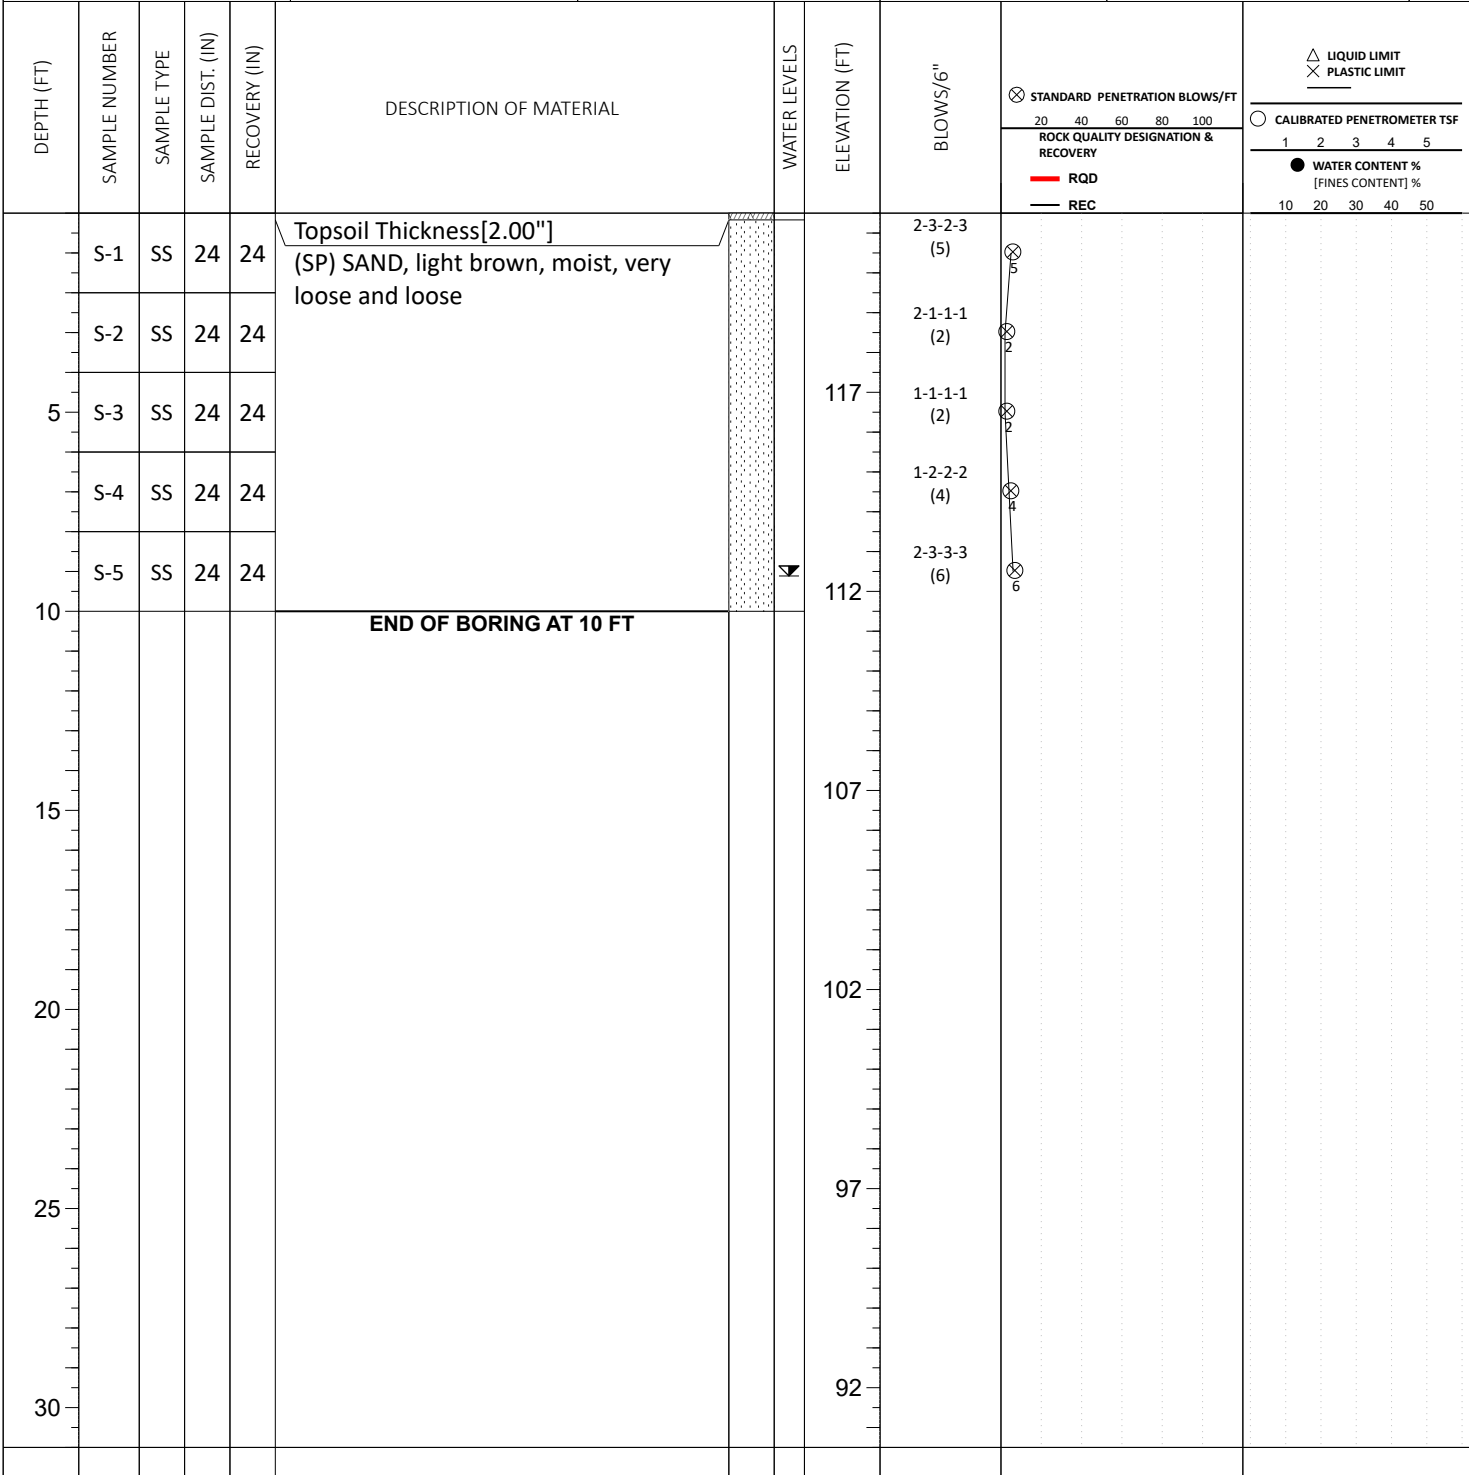 DEPTH (FT)
SAMPLE NUMBER
SAMPLE TYPE
SAMPLE DIST. (IN)
RECOVERY (IN)
DESCRIPTION OF MATERIAL
WATER LEVELS
ELEVATION (FT)
BLOWS/6"
STANDARD PENETRATION BLOWS/FT
20 40 60 80 100
ROCK QUALITY DESIGNATION &
RECOVERY
RQD
REC
LIQUID LIMIT
PLASTIC LIMIT
CALIBRATED PENETROMETER TSF
1 2 3 4 5
WATER CONTENT %
[FINES CONTENT] %
10 20 30 40 50
Topsoil Thickness[2.00"]
(SP) SAND, light brown, moist, very
loose and loose
S-1 SS 24 24
2-3-2-3
(5)
5
S-2 SS 24 24
2-1-1-1
(2)
2
117
5
S-3 SS 24 24
1-1-1-1
(2)
2
S-4 SS 24 24
1-2-2-2
(4)
4
S-5 SS 24 24
2-3-3-3
(6)
6
112
10
END OF BORING AT 10 FT
107
15
102
20
97
25
92
30